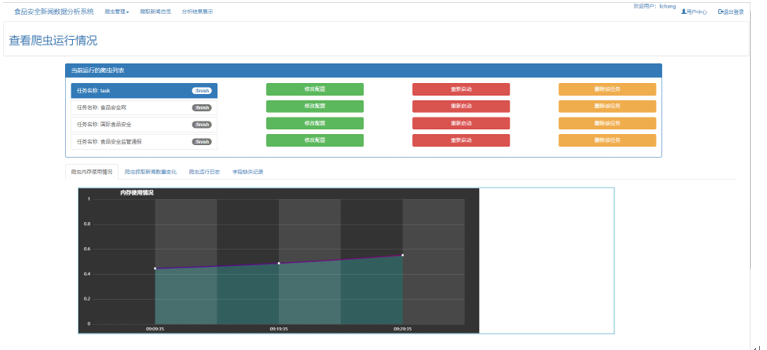 食品安全新闻数据分析系统 爬虫管理 爬取新闻总览 分析结果展示 欢迎用户: lichang 用户中心 退出登录
查看爬虫运行情况
当前运行的爬虫列表
任务名称: task finish 修改配置 重新启动 删除该任务
任务名称: 食品安全网 finish 修改配置 重新启动 删除该任务
任务名称: 国际食品安全 finish 修改配置 重新启动 删除该任务
任务名称: 食品安全监管通报 finish 修改配置 重新启动 删除该任务
爬虫内存使用情况 爬虫抓取新闻数量变化 爬虫运行日志 字段缺失记录
内存使用情况
1
0.8
0.6
0.4
0.2
0
09:09:35 09:19:35 09:29:35